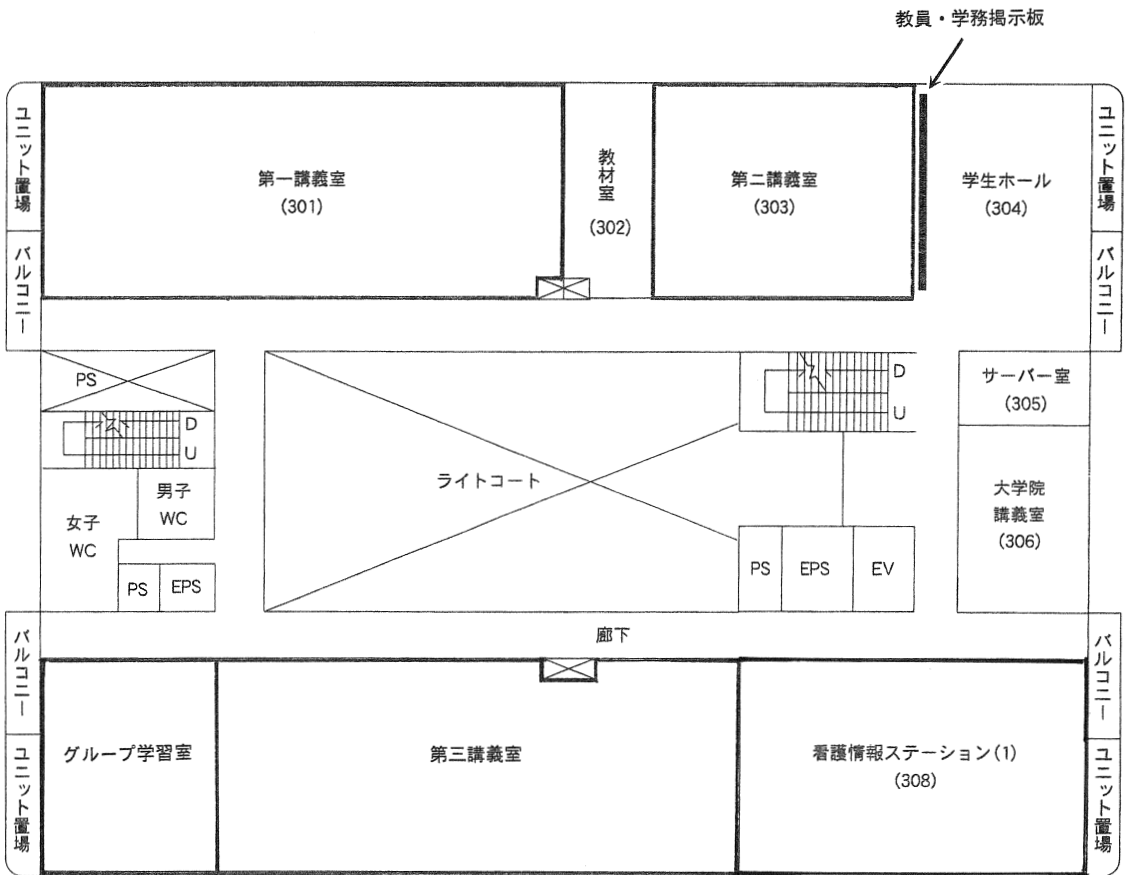 教員・学務掲示板
ユニット置場
第一講義室
(301)
教材室
(302)
第二講義室
(303)
学生ホール
(304)
ユニット置場
バルコニー
バルコニー
PS
D
U
D
U
サーバー室
(305)
ライトコート
男子
WC
女子
WC
大学院
講義室
(306)
PS
EPS
PS
EPS
EV
廊下
バルコニー
バルコニー
グループ学習室
第三講義室
看護情報ステーション(1)
(308)
ユニット置場
ユニット置場